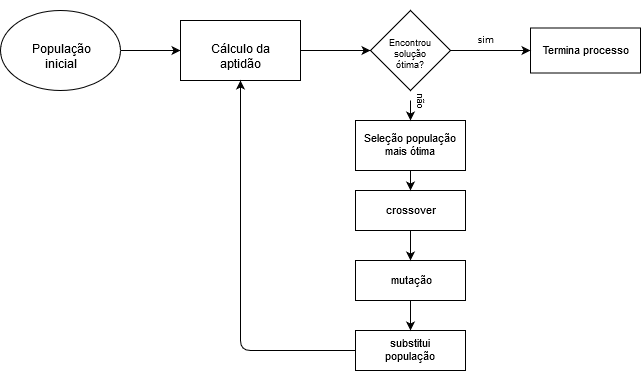 População
inicial
Cálculo da
aptidão
Encontrou
solução
ótima?
sim
Termina processo
não
Seleção população
mais ótima
crossover
mutação
substitui
população